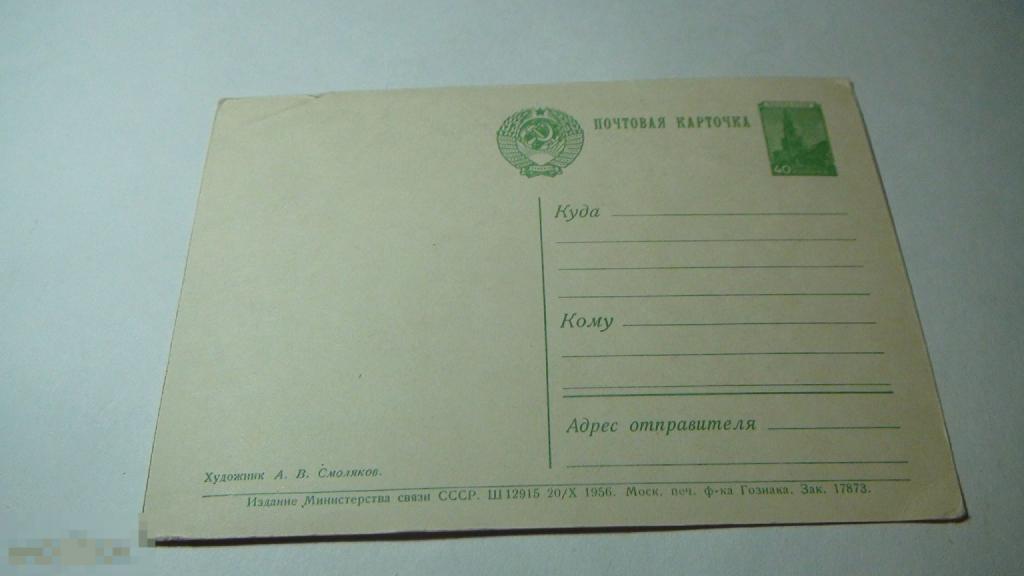 ПОЧТОВАЯ КАРТОЧКА
40
Куда
Кому
Адрес отправителя
Художник А. В. Смоляков.
Издание Министерства связи СССР. Ш 12915 20/X 1956. Моск. печ. ф-ка Гознака. Зак. 17873.